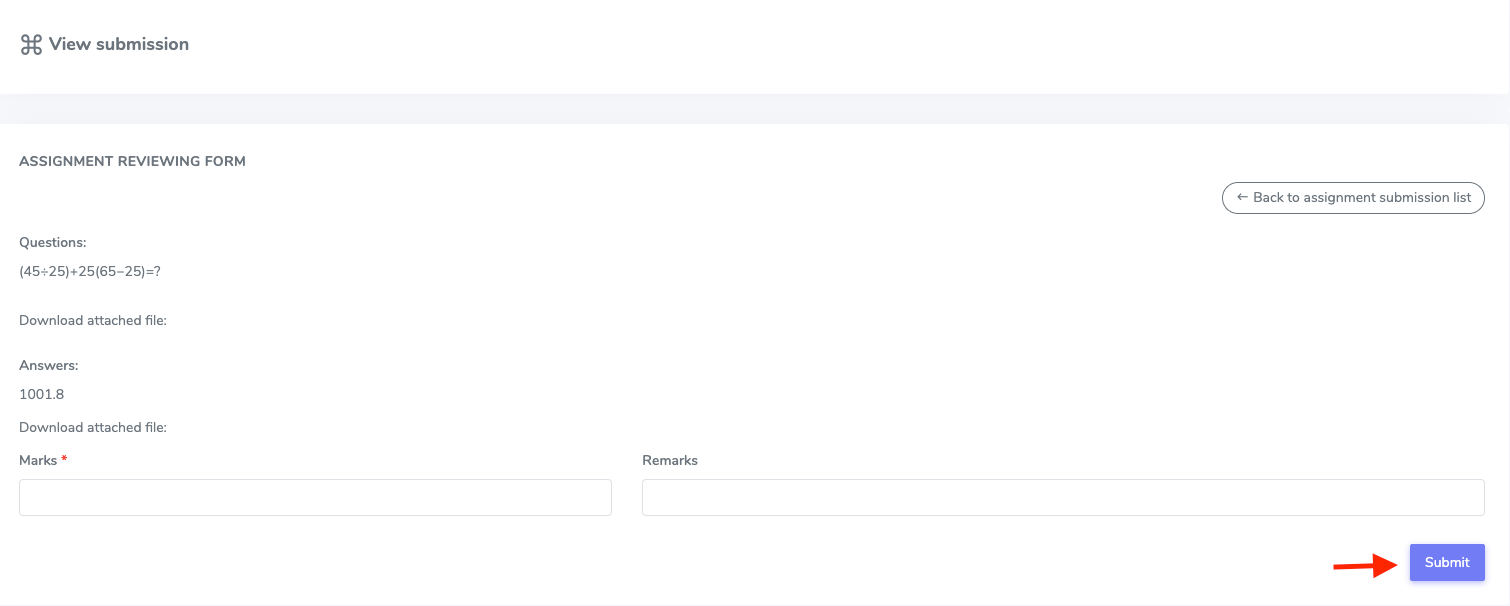 ⌘ View submission
ASSIGNMENT REVIEWING FORM
← Back to assignment submission list
Questions:
(45÷25)+25(65−25)=?
Download attached file:
Answers:
1001.8
Download attached file:
Marks *
Remarks
Submit